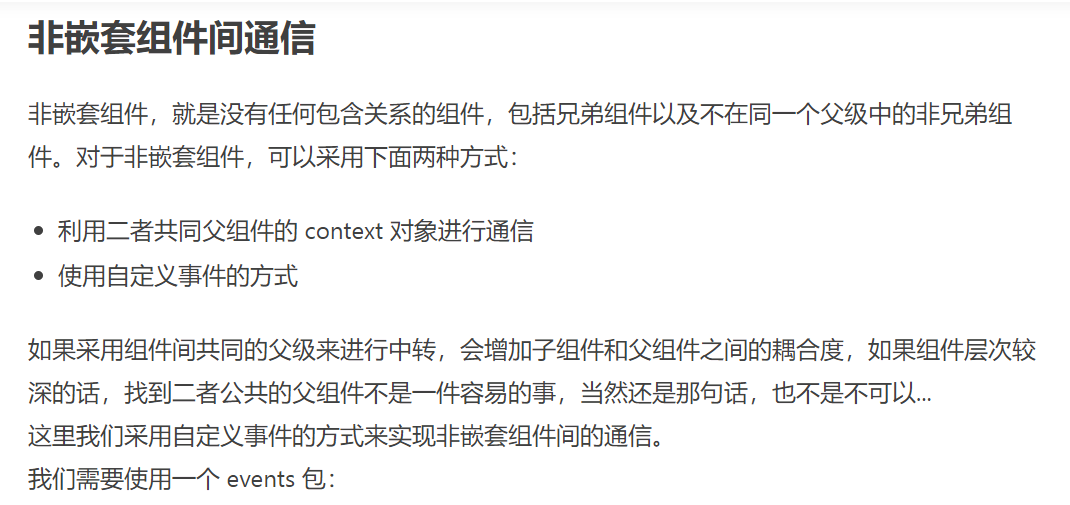 非嵌套组件间通信
非嵌套组件，就是没有任何包含关系的组件，包括兄弟组件以及不在同一个父级中的非兄弟组
件。对于非嵌套组件，可以采用下面两种方式：
• 利用二者共同父组件的 context 对象进行通信
• 使用自定义事件的方式
如果采用组件间共同的父级来进行中转，会增加子组件和父组件之间的耦合度，如果组件层次较
深的话，找到二者公共的父组件不是一件容易的事，当然还是那句话，也不是不可以...
这里我们采用自定义事件的方式来实现非嵌套组件间的通信。
我们需要使用一个 events 包：